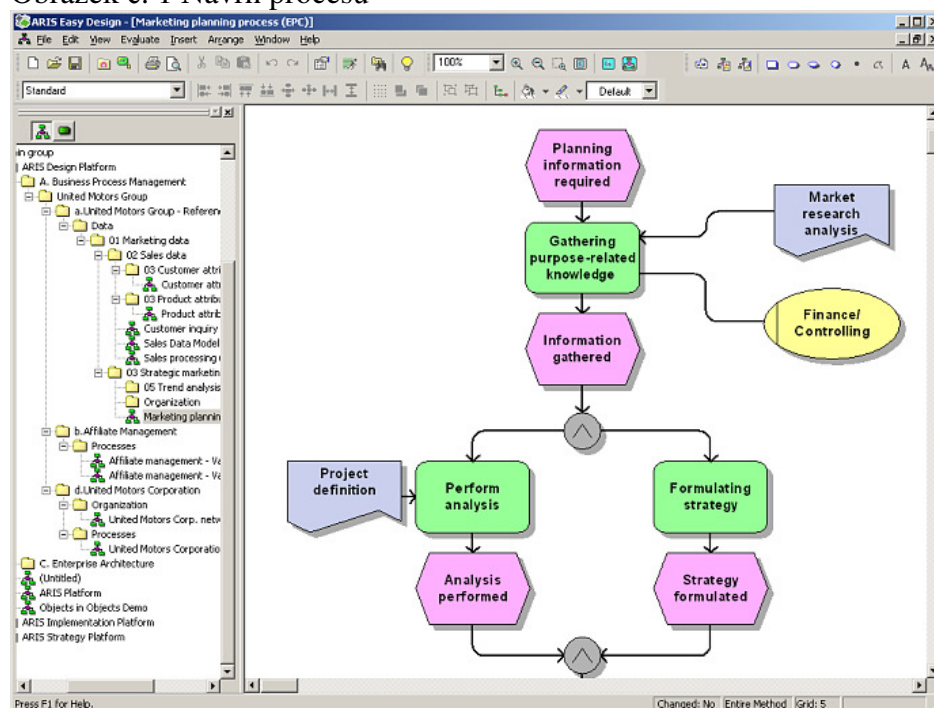 Obrázek č. 1 Návrh procesu
ARIS Easy Design - [Marketing planning process (EPC)]
File Edit View Evaluate Insert Arrange Window Help
100%
A A
Standard
Default
in group
ARIS Design Platform
A. Business Process Management
United Motors Group
a.United Motors Group - Referen
Data
01 Marketing data
02 Sales data
03 Customer attri
Customer att
03 Product attribu
Product attrib
Customer inquiry
Sales Data Model
Sales processing
03 Strategic marketin
05 Trend analysis
Organization
Marketing plannin
b.Affiliate Management
Processes
Affiliate management - Va
Affiliate management - Va
d.United Motors Corporation
Organization
United Motors Corp. netw
Processes
United Motors Corporatio
C. Enterprise Architecture
(Untitled)
ARIS Platform
Objects in Objects Demo
ARIS Implementation Platform
ARIS Strategy Platform
Planning
information
required
Market
research
analysis
Gathering
purpose-related
knowledge
Finance/
Controlling
Information
gathered
Project
definition
Perform
analysis
Formulating
strategy
Analysis
performed
Strategy
formulated
Press F1 for Help.
Changed: No Entire Method Grid: 5